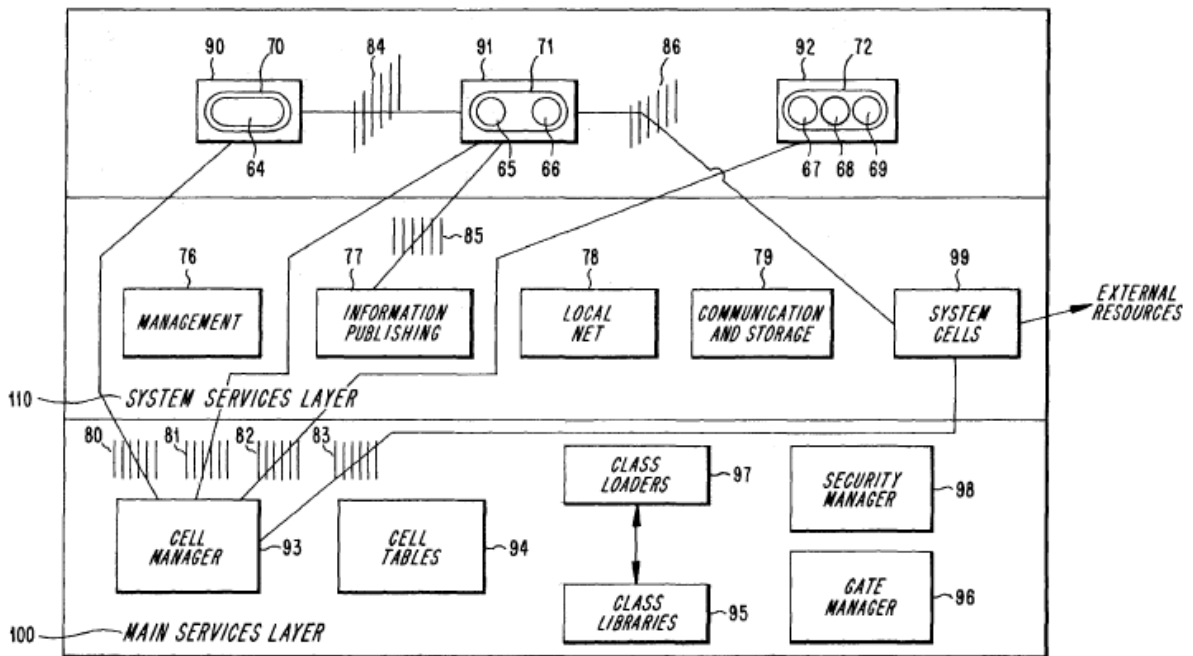 90 70 84 91 71 86 92 72
64 65 66 67 68 69
85
76 77 78 79 99
MANAGEMENT
INFORMATION
PUBLISHING
LOCAL
NET
COMMUNICATION
AND STORAGE
SYSTEM
CELLS
EXTERNAL
RESOURCES
110 SYSTEM SERVICES LAYER
80 81 82 83
CELL
MANAGER
93
CELL
TABLES
94
CLASS
LOADERS
97
SECURITY
MANAGER
98
CLASS
LIBRARIES
95
GATE
MANAGER
96
100 MAIN SERVICES LAYER